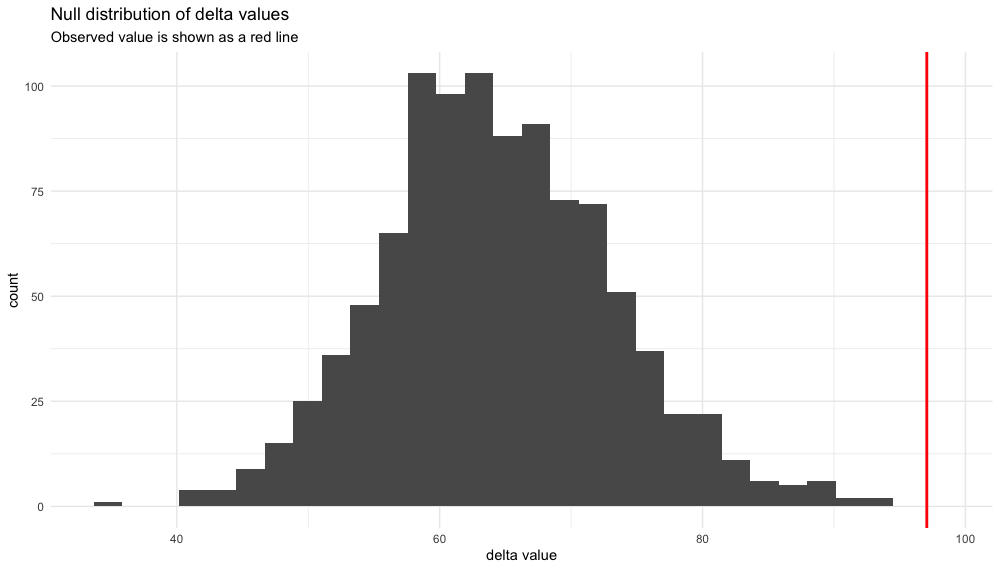 Null distribution of delta values
Observed value is shown as a red line
100
75
50
25
0
count
40
60
80
100
delta value